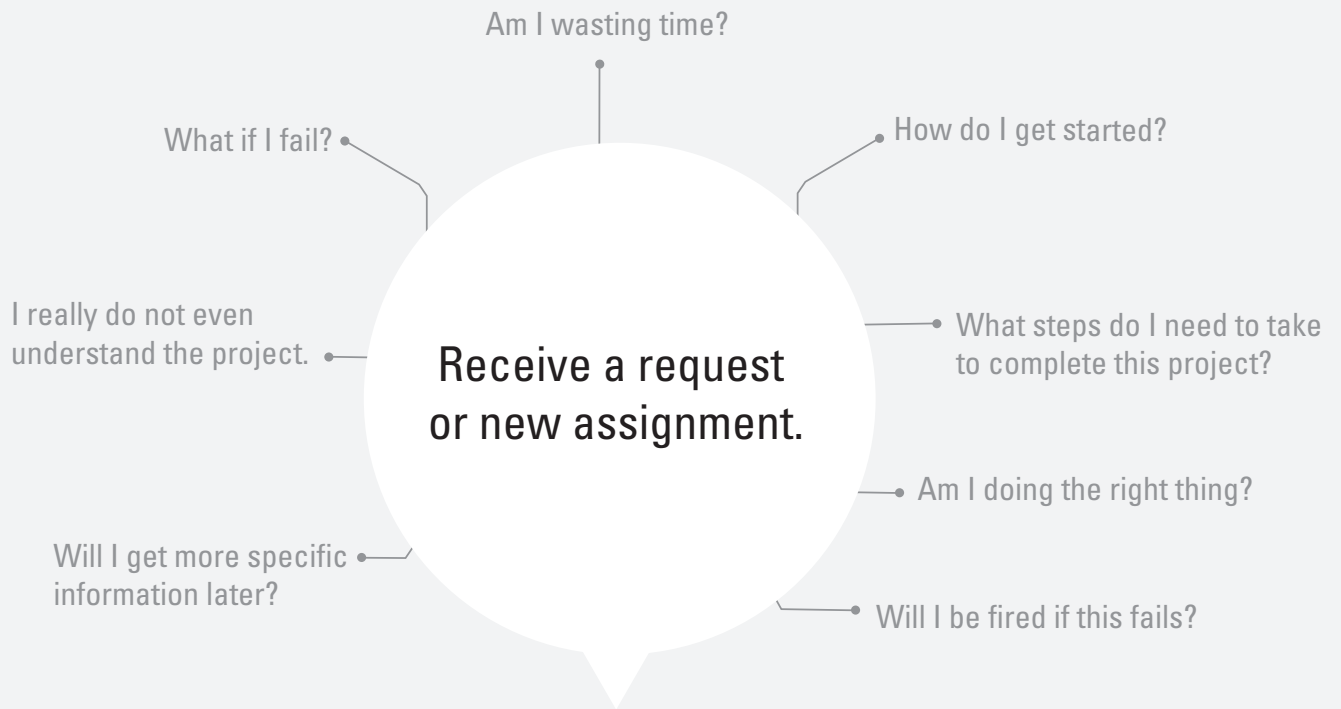 Am I wasting time?
What if I fail?
How do I get started?
I really do not even
understand the project.
Receive a request
or new assignment.
What steps do I need to take
to complete this project?
Am I doing the right thing?
Will I get more specific
information later?
Will I be fired if this fails?